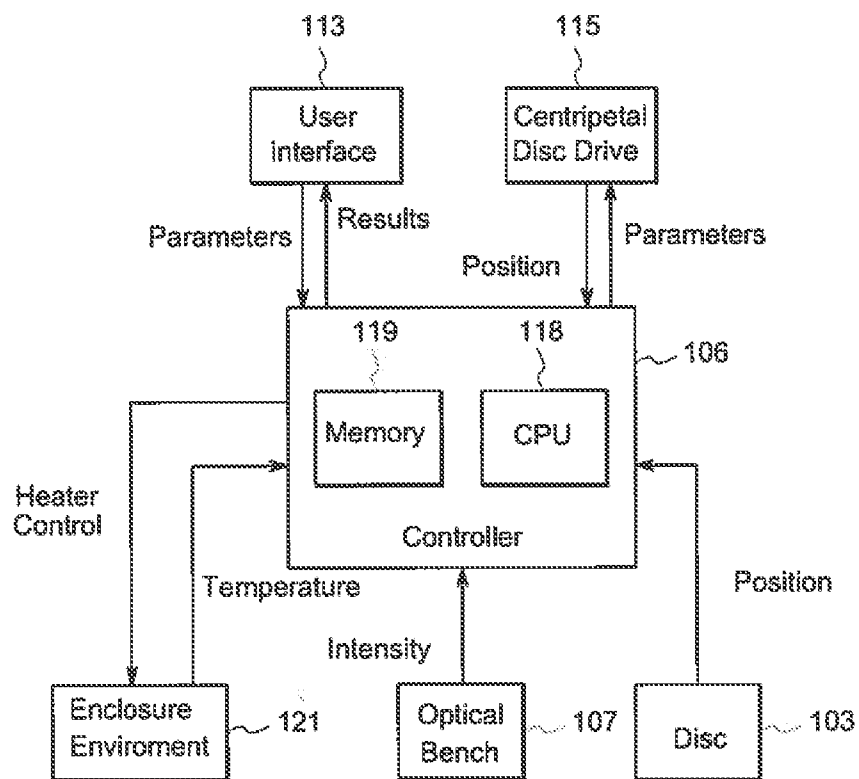 113
115
User
interface
Centripetal
Disc Drive
Parameters
Results
Position
Parameters
119
118
106
Memory
CPU
Controller
Heater
Control
Temperature
Intensity
Position
Enclosure
Enviroment
121
Optical
Bench
107
Disc
103